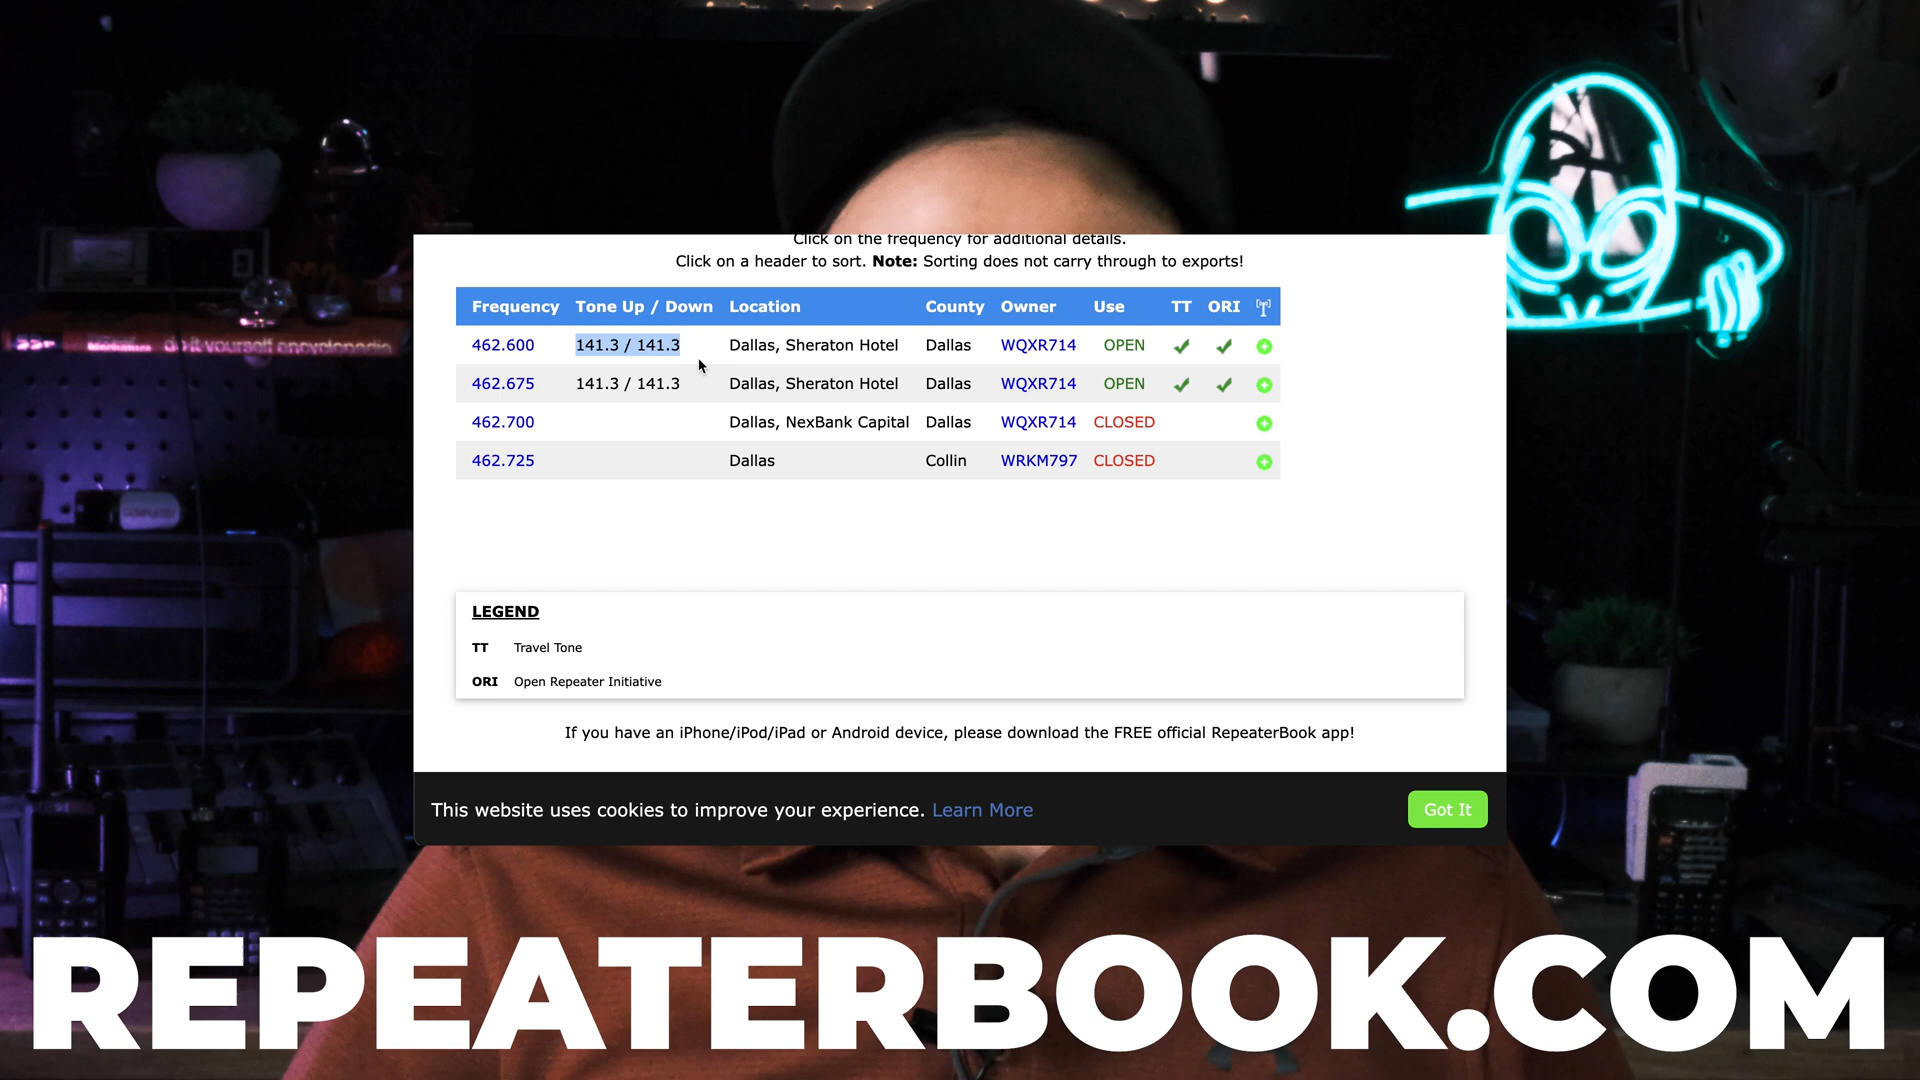 Click on the frequency for additional details.
Click on a header to sort. Note: Sorting does not carry through to exports!
Frequency Tone Up / Down Location County Owner Use TT ORI
462.600 141.3 / 141.3 Dallas, Sheraton Hotel Dallas WQXR714 OPEN
462.675 141.3 / 141.3 Dallas, Sheraton Hotel Dallas WQXR714 OPEN
462.700 Dallas, NexBank Capital Dallas WQXR714 CLOSED
462.725 Dallas Collin WRKM797 CLOSED
do it yourself encyclopedia
LEGEND
TT Travel Tone
ORI Open Repeater Initiative
If you have an iPhone/iPod/iPad or Android device, please download the FREE official RepeaterBook app!
This website uses cookies to improve your experience. Learn More
Got It
REPEATERBOOK.COM